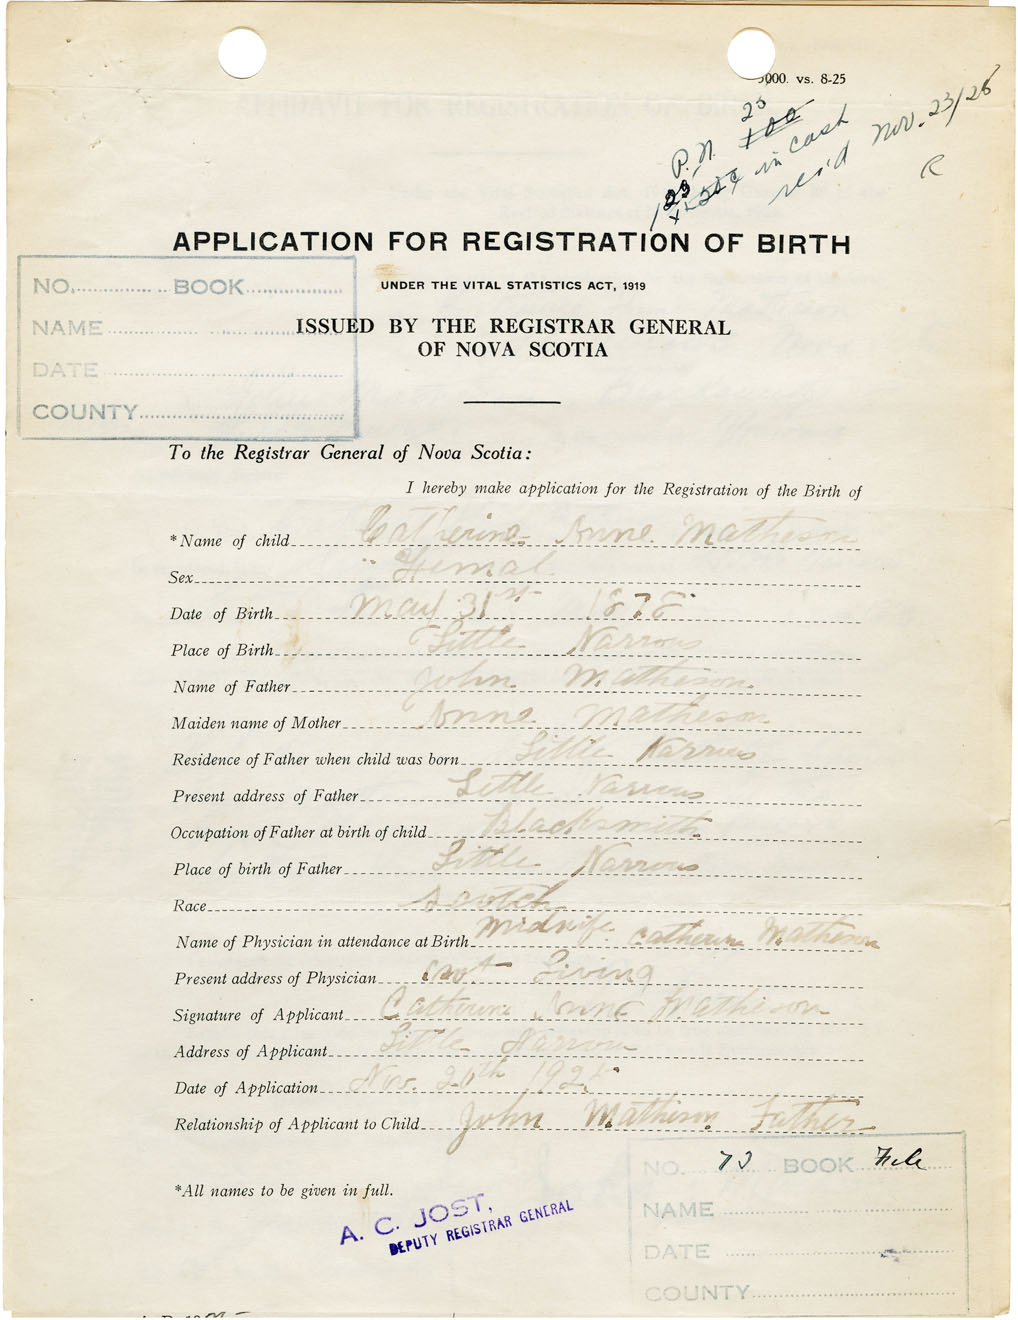 000. vs. 8-25
P.N. 23 100
25 in cash
rec'd Nov. 23/26
R
APPLICATION FOR REGISTRATION OF BIRTH
UNDER THE VITAL STATISTICS ACT, 1919
ISSUED BY THE REGISTRAR GENERAL
OF NOVA SCOTIA
NO. BOOK
NAME
DATE
COUNTY
To the Registrar General of Nova Scotia:
I hereby make application for the Registration of the Birth of
*Name of child Catherine Anne Matheson
Sex Femal
Date of Birth May 31st 1878
Place of Birth Little Narrows
Name of Father John Matheson
Maiden name of Mother Anne Matheson
Residence of Father when child was born Little Narrows
Present address of Father Little Narrows
Occupation of Father at birth of child Blacksmith
Place of birth of Father Little Narrows
Race Scotch
Name of Physician in attendance at Birth Midwife Catherine Matheson
Present address of Physician not Living
Signature of Applicant Catherine Anne Matheson
Address of Applicant Little Narrows
Date of Application Nov. 20th 192
Relationship of Applicant to Child John Matheson Father
*All names to be given in full.
A. C. JOST,
DEPUTY REGISTRAR GENERAL
NO. 73 BOOK File
NAME
DATE
COUNTY